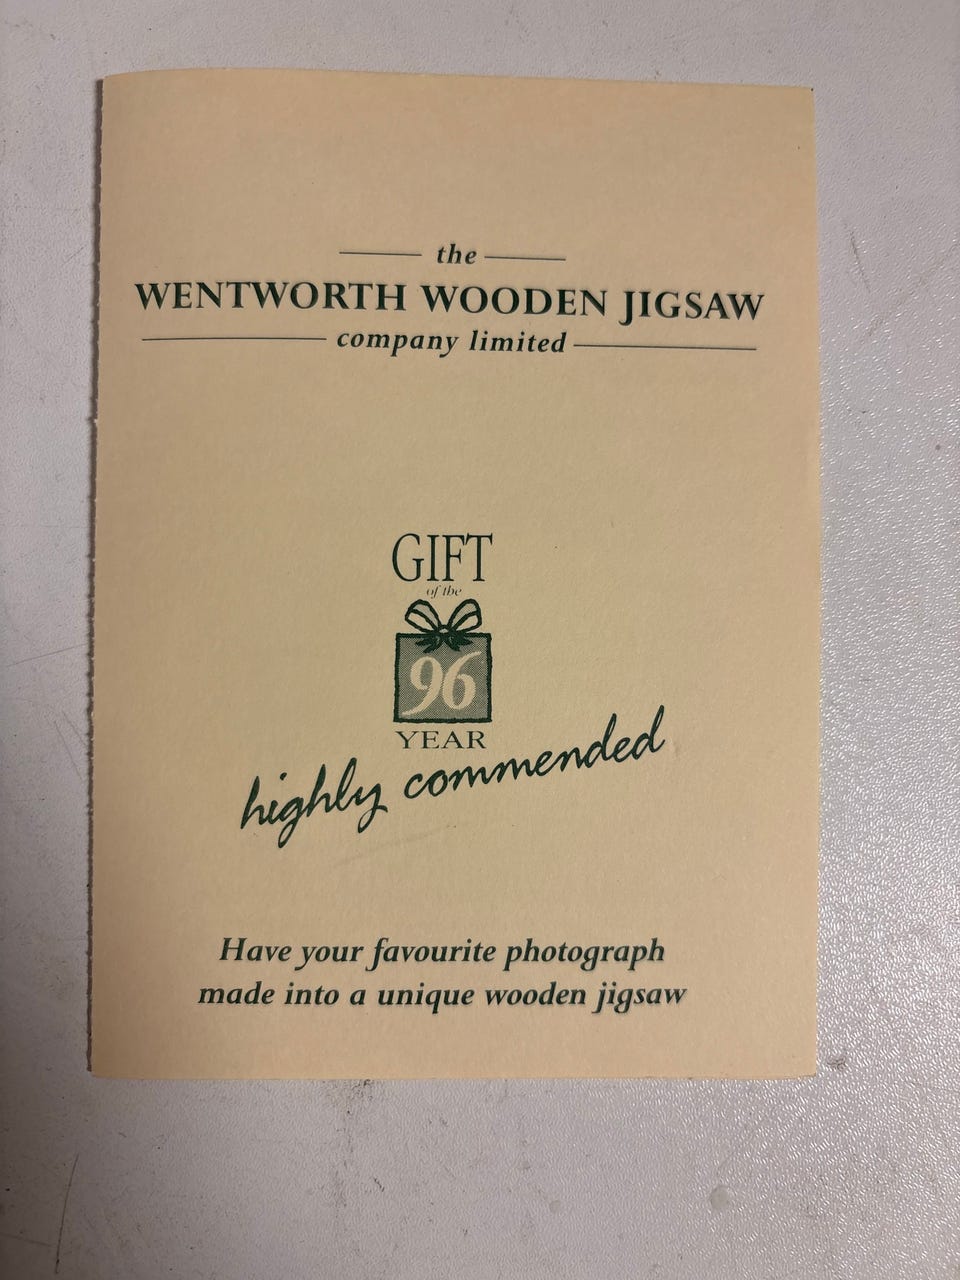 the
WENTWORTH WOODEN JIGSAW
company limited
GIFT
of the
96
YEAR
highly commended
Have your favourite photograph
made into a unique wooden jigsaw